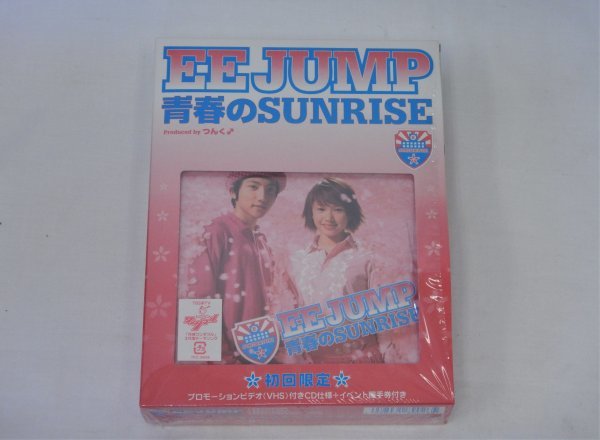 EE JUMP
青春のSUNRISE
Produced by つんく♪
EE JUMP
青春のSUNRISE
初回限定
プロモーションビデオ(VHS)付きCD仕様+イベント握手券付き